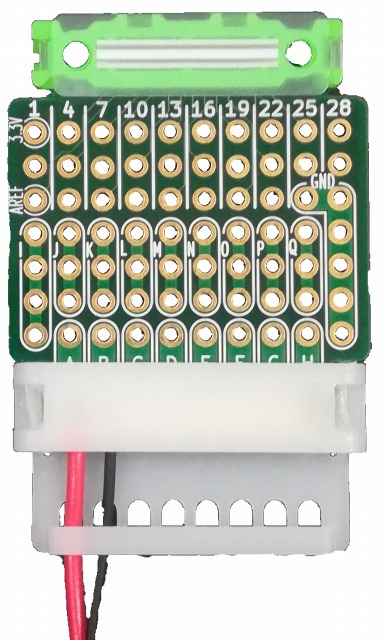 1 4 7 10 13 16 19 22 25 28
3.3V
GND
AREF
I J K L M N O P Q
A B C D E F G H